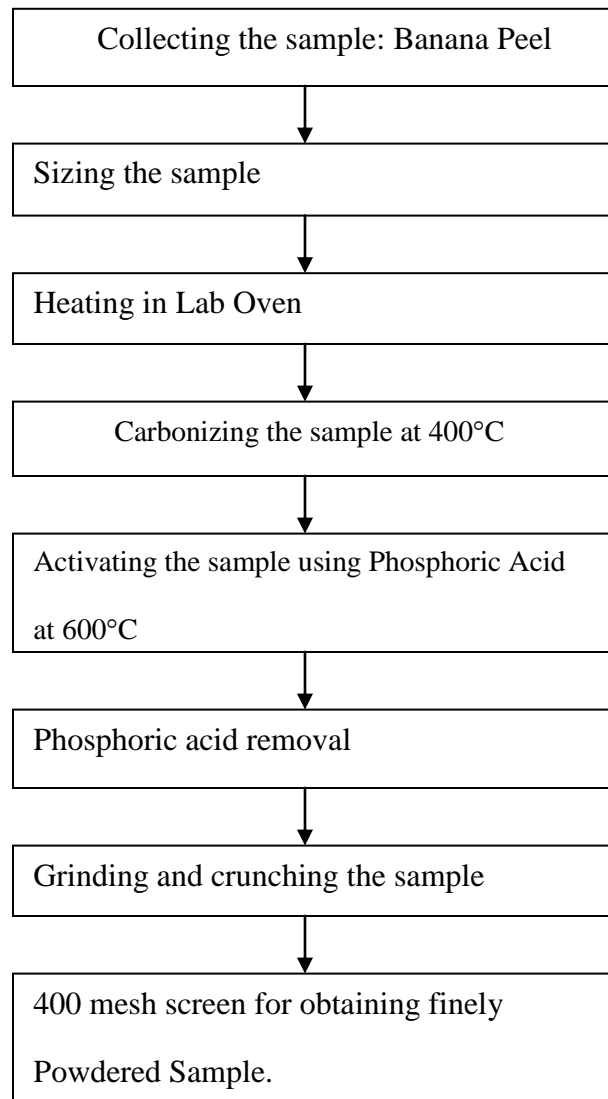 Collecting the sample: Banana Peel
Sizing the sample
Heating in Lab Oven
Carbonizing the sample at 400°C
Activating the sample using Phosphoric Acid
at 600°C
Phosphoric acid removal
Grinding and crunching the sample
400 mesh screen for obtaining finely
Powdered Sample.